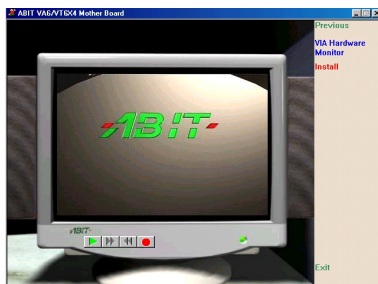 ABIT VA6/VT6X4 Mother Board
Previous
VIA Hardware
Monitor
Install
ABIT
ABIT
Exit